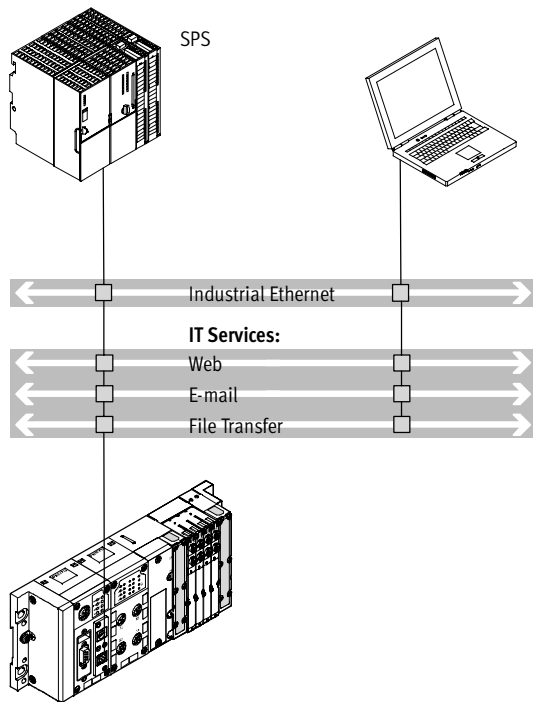 SPS
Industrial Ethernet
IT Services:
Web
E-mail
File Transfer